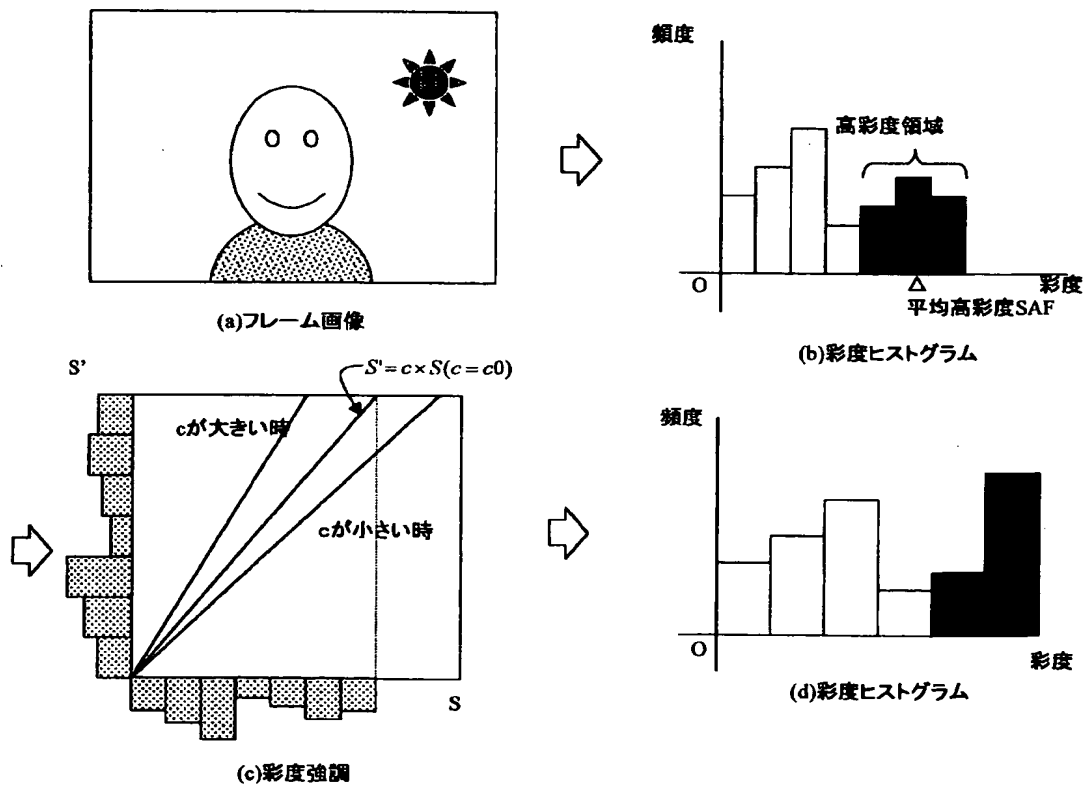 (a)フレーム画像
頻度
高彩度領域
O
彩度
平均高彩度SAF
(b)彩度ヒストグラム
S'
S'=c×S(c=c0)
cが大きい時
cが小さい時
S
(c)彩度強調
頻度
O
彩度
(d)彩度ヒストグラム